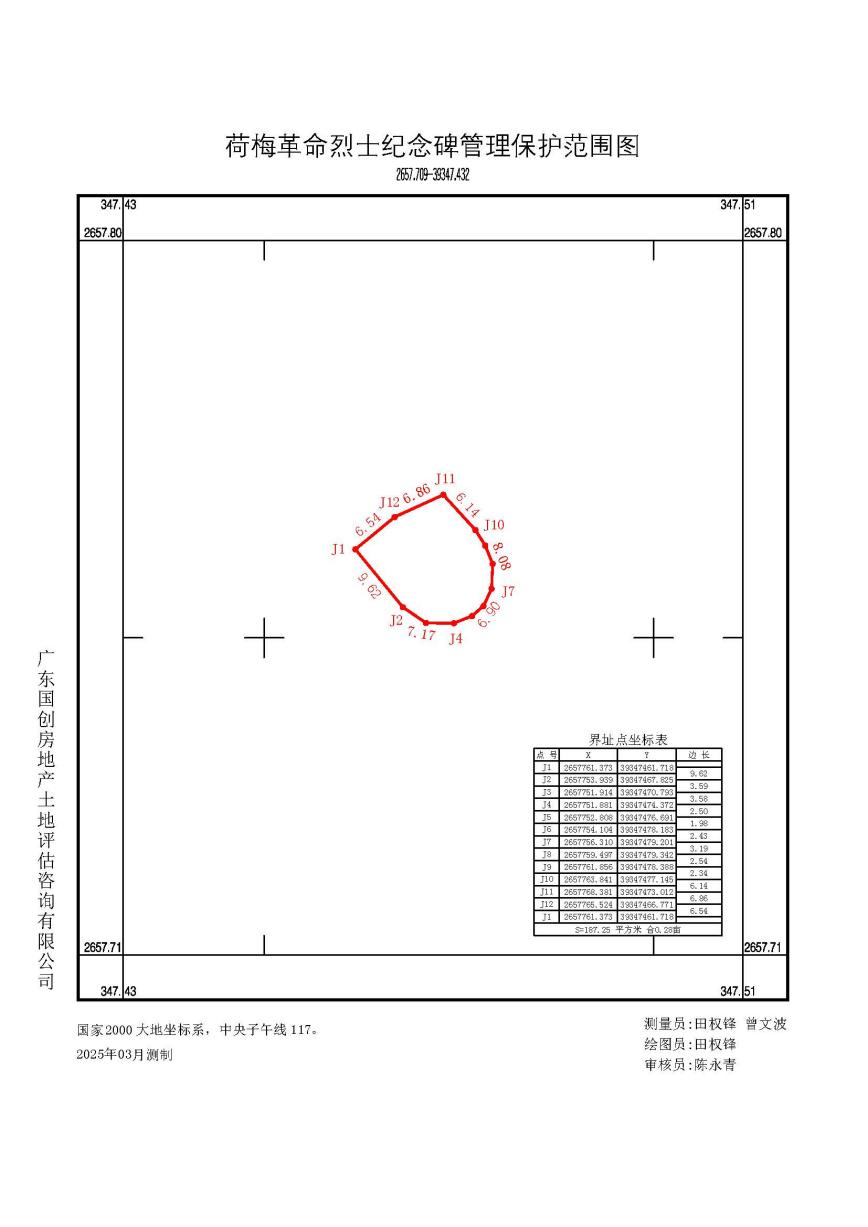 荷梅革命烈士纪念碑管理保护范围图
2657.709-39347.432
347.43 347.51
2657.80 2657.80
J11
J12 6.86 6.14
6.54 J10
J1 8.08
9.62 J7
J2 6.90
7.17 J4
广东国创房地产土地评估咨询有限公司
界址点坐标表
点号 X Y 边长
J1 2657761.373 39347461.718
9.62
J2 2657753.939 39347467.825
3.59
J3 2657751.914 39347470.793
3.58
J4 2657751.881 39347474.372
2.50
J5 2657752.808 39347476.691
1.98
J6 2657754.104 39347478.183
2.43
J7 2657756.310 39347479.201
3.19
J8 2657759.497 39347479.342
2.54
J9 2657761.856 39347478.388
2.34
J10 2657763.841 39347477.145
6.14
J11 2657768.381 39347473.012
6.86
J12 2657765.524 39347466.771
6.54
J1 2657761.373 39347461.718
S=187.25 平方米 合0.28亩
2657.71 2657.71
347.43 347.51
国家2000大地坐标系，中央子午线117。
2025年03月测制
测量员:田权锋 曾文波
绘图员:田权锋
审核员:陈永青